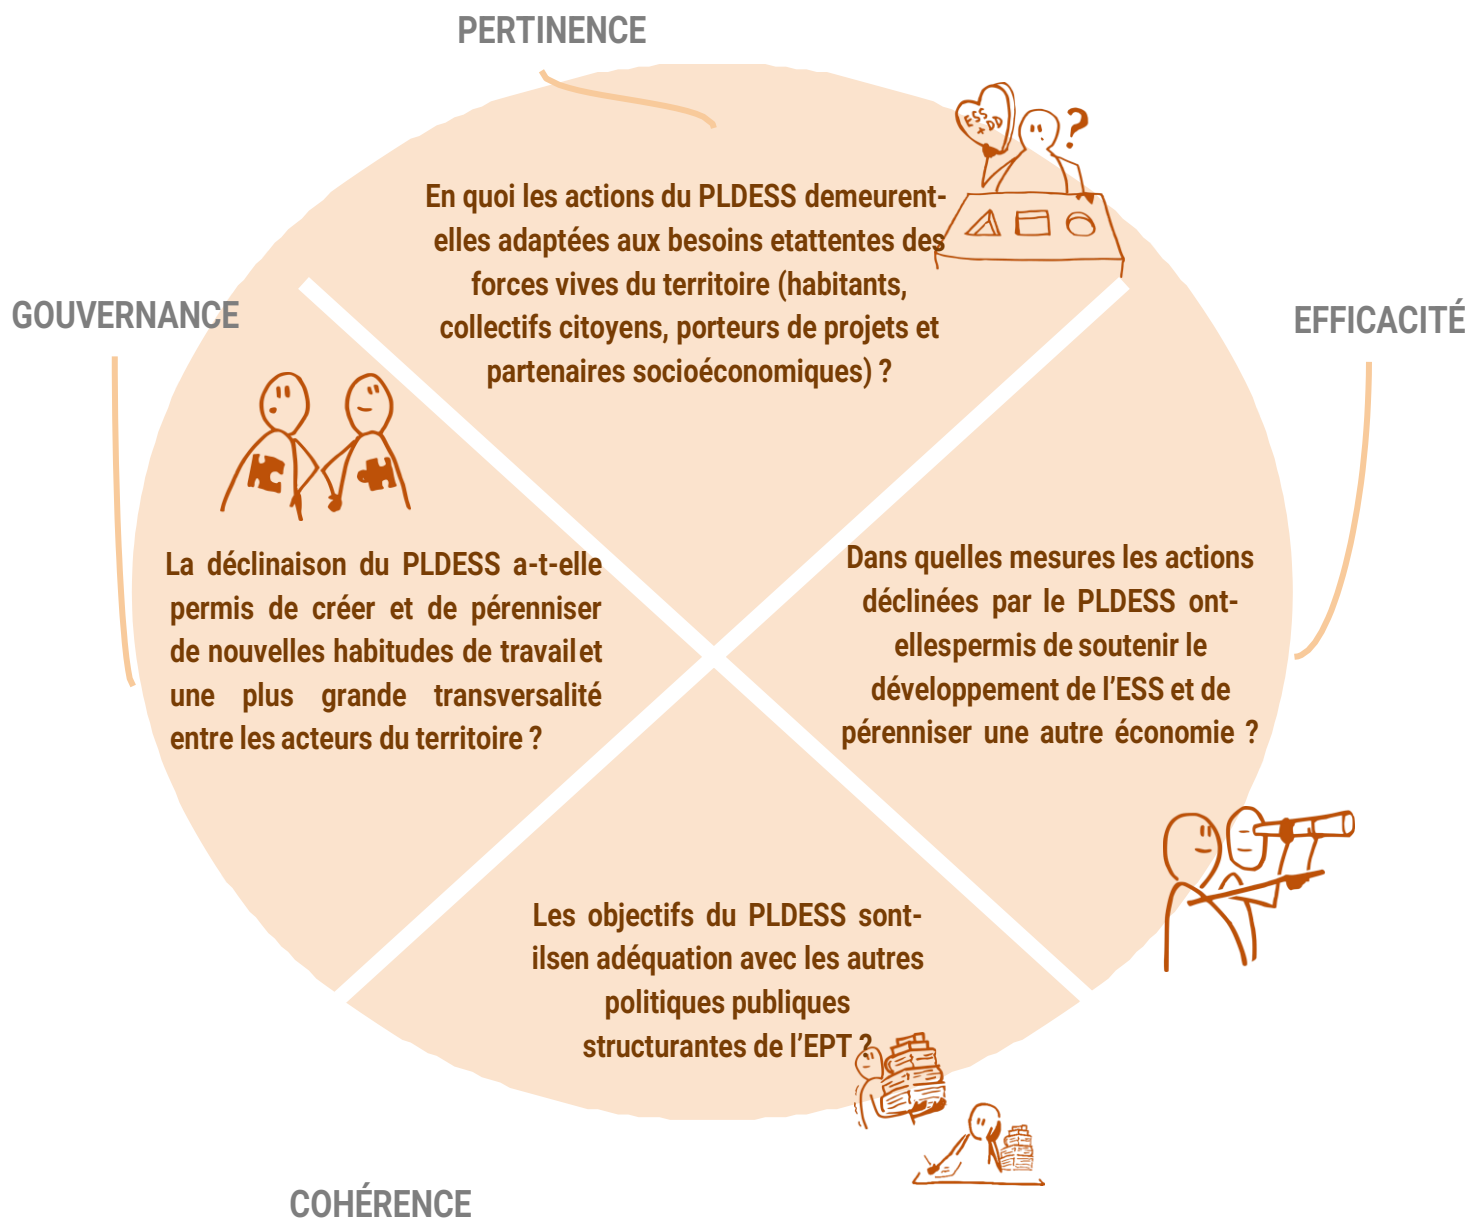 PERTINENCE
ESS
+ DD
?
En quoi les actions du PLDESS demeurent-
elles adaptées aux besoins etattentes des
forces vives du territoire (habitants,
collectifs citoyens, porteurs de projets et
partenaires socioéconomiques) ?
GOUVERNANCE
La déclinaison du PLDESS a-t-elle
permis de créer et de pérenniser
de nouvelles habitudes de travailet
une plus grande transversalité
entre les acteurs du territoire ?
EFFICACITÉ
Dans quelles mesures les actions
déclinées par le PLDESS ont-
ellespermis de soutenir le
développement de l’ESS et de
pérenniser une autre économie ?
Les objectifs du PLDESS sont-
ilsen adéquation avec les autres
politiques publiques
structurantes de l’EPT ?
COHÉRENCE